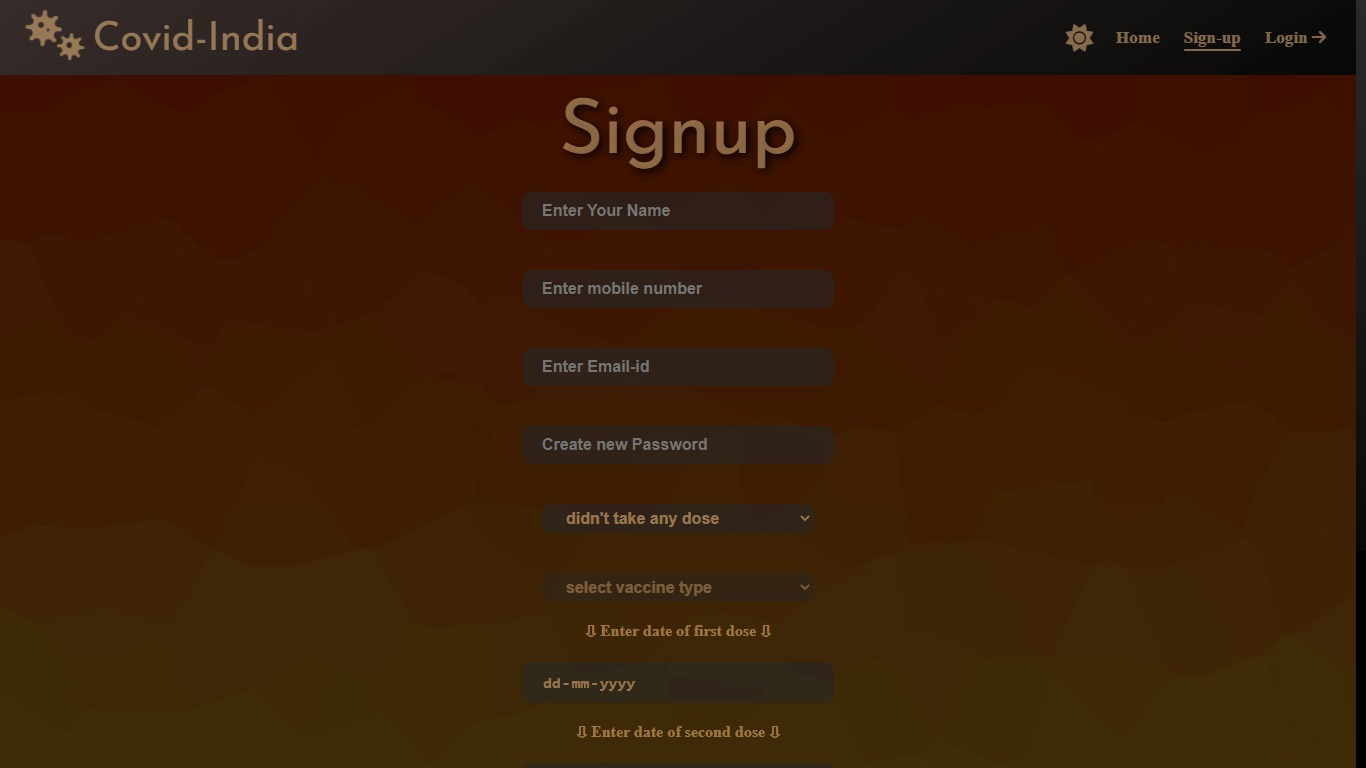 Covid-India
Home Sign-up Login →
Signup
Enter Your Name
Enter mobile number
Enter Email-id
Create new Password
didn't take any dose
select vaccine type
⇩ Enter date of first dose ⇩
dd-mm-yyyy
⇩ Enter date of second dose ⇩